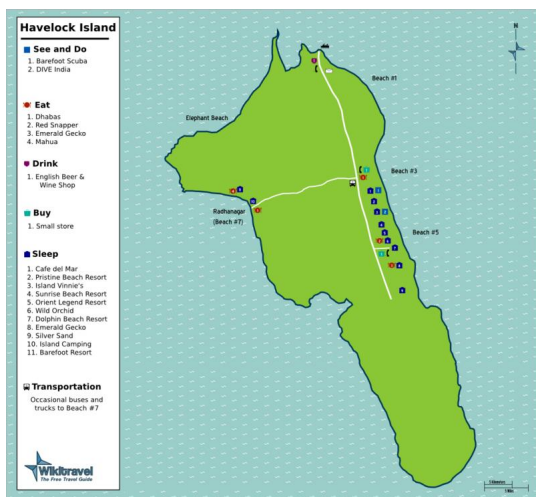 Havelock Island
See and Do
1. Barefoot Scuba
2. DIVE India
Eat
1. Dhabas
2. Red Snapper
3. Emerald Gecko
4. Mahua
Drink
1. English Beer &
Wine Shop
Buy
1. Small store
Sleep
1. Cafe del Mar
2. Pristine Beach Resort
3. Island Vinnie's
4. Sunrise Beach Resort
5. Orient Legend Resort
6. Wild Orchid
7. Dolphin Beach Resort
8. Emerald Gecko
9. Silver Sand
10. Island Camping
11. Barefoot Resort
Transportation
Occasional buses and
trucks to Beach #7
Wikitravel
The Free Travel Guide
N
Beach #1
Elephant Beach
Beach #3
Radhanagar
(Beach #7)
Beach #5